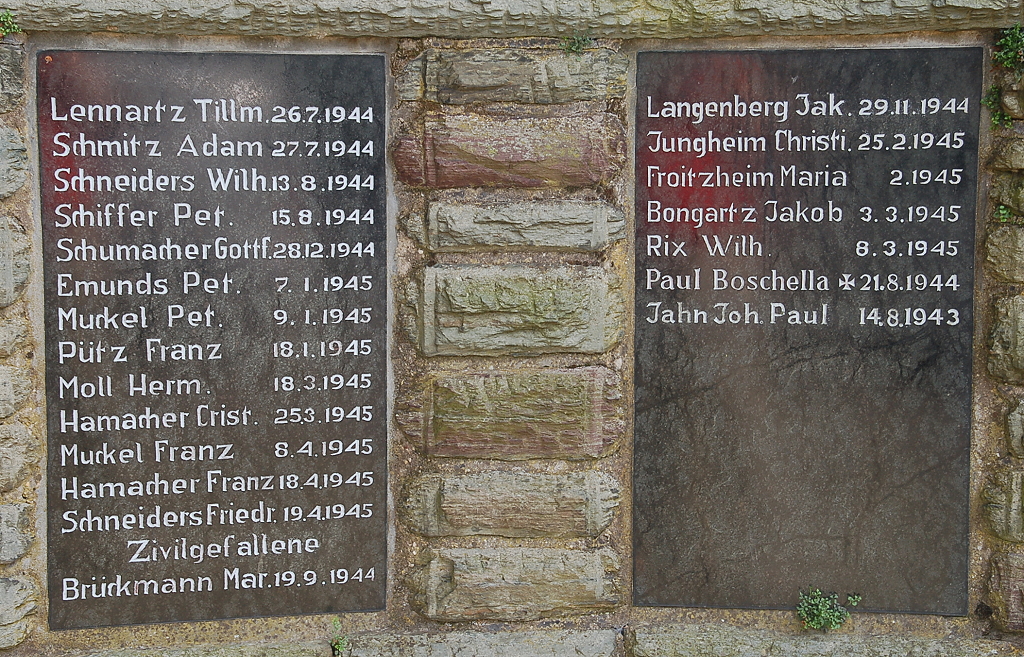 Lennartz Tillm. 26.7.1944
Schmitz Adam 27.7.1944
Schneiders Wilh. 13.8.1944
Schiffer Pet. 15.8.1944
Schumacher Gottf. 28.12.1944
Emunds Pet. 7.1.1945
Murkel Pet. 9.1.1945
Pütz Franz 18.1.1945
Moll Herm. 18.3.1945
Hamacher Crist. 25.3.1945
Murkel Franz 8.4.1945
Hamacher Franz 18.4.1945
Schneiders Friedr. 19.4.1945
Zivilgefallene
Brückmann Mar. 19.9.1944
Langenberg Jak. 29.11.1944
Jungheim Christi. 25.2.1945
Froitzheim Maria 2.1945
Bongartz Jakob 3.3.1945
Rix Wilh. 8.3.1945
Paul Boschella ✠ 21.8.1944
Jahn Joh. Paul 14.8.1943